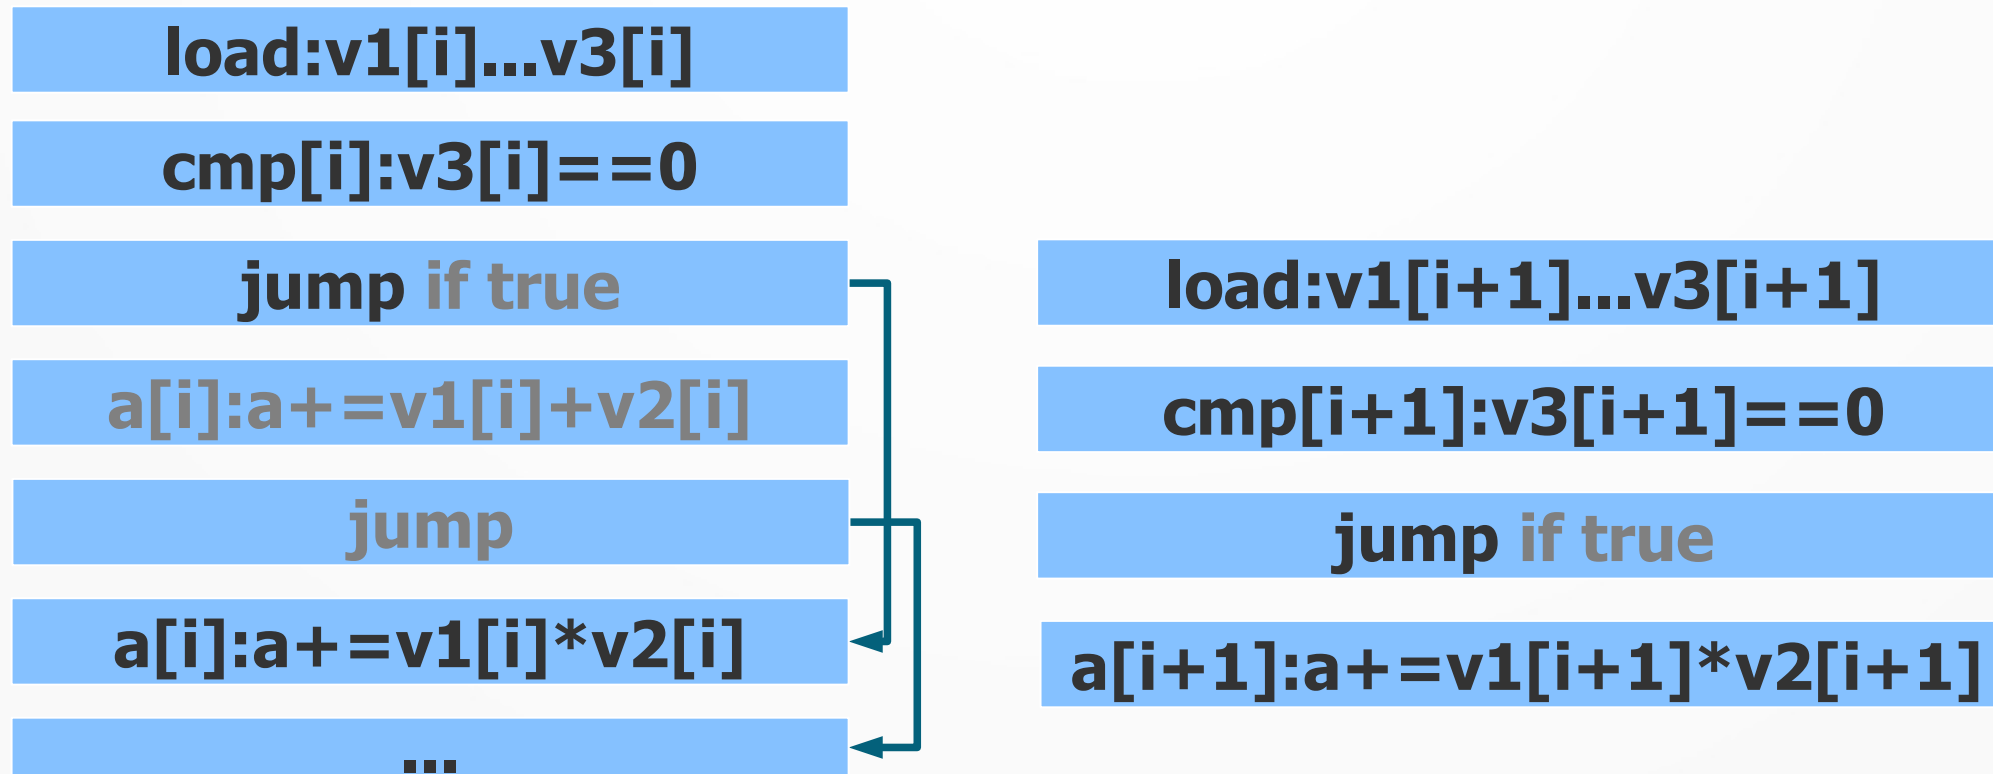 load:v1[i]...v3[i]
cmp[i]:v3[i]==0
jump if true
a[i]:a+=v1[i]+v2[i]
jump
a[i]:a+=v1[i]*v2[i]
...
load:v1[i+1]...v3[i+1]
cmp[i+1]:v3[i+1]==0
jump if true
a[i+1]:a+=v1[i+1]*v2[i+1]